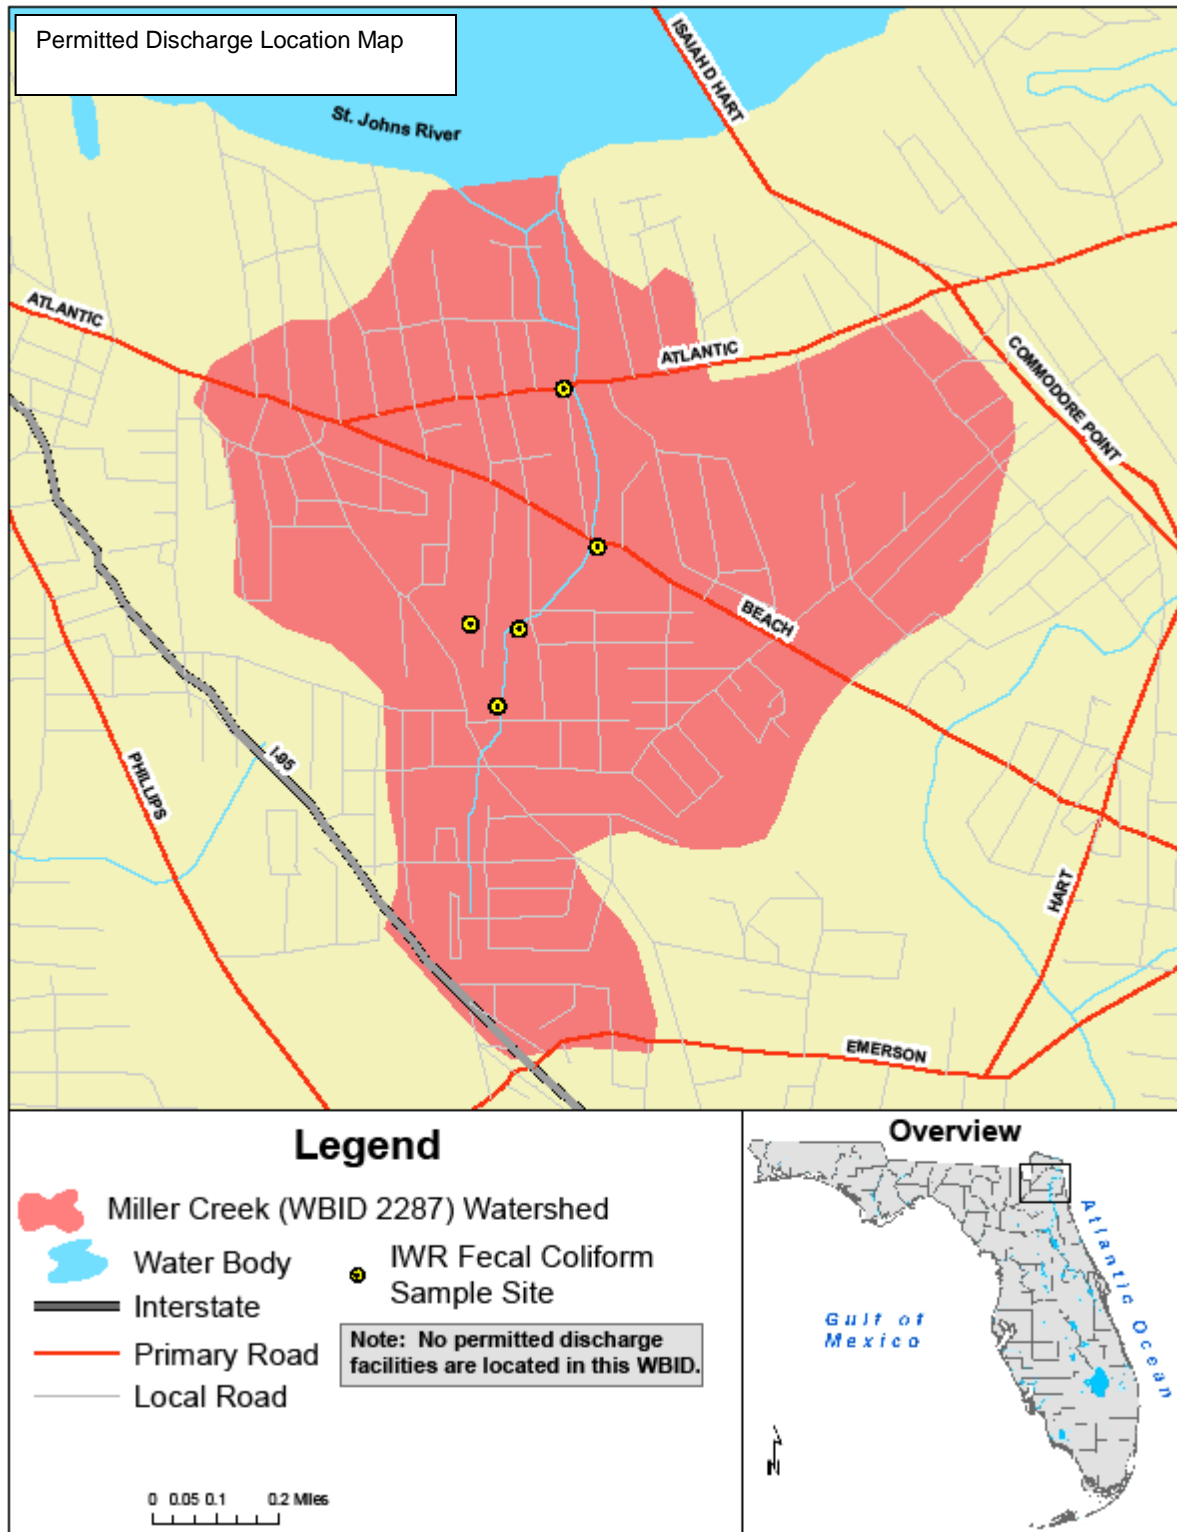 Permitted Discharge Location Map
St. Johns River
ISAIAH D HART
ATLANTIC
ATLANTIC
COMMODORE POINT
BEACH
I-95
PHILLIPS
HART
EMERSON
Legend
Miller Creek (WBID 2287) Watershed
Water Body
Interstate
Primary Road
Local Road
IWR Fecal Coliform
Sample Site
Note: No permitted discharge
facilities are located in this WBID.
0 0.05 0.1 0.2 Miles
Overview
Gulf of
Mexico
Atlantic Ocean
N